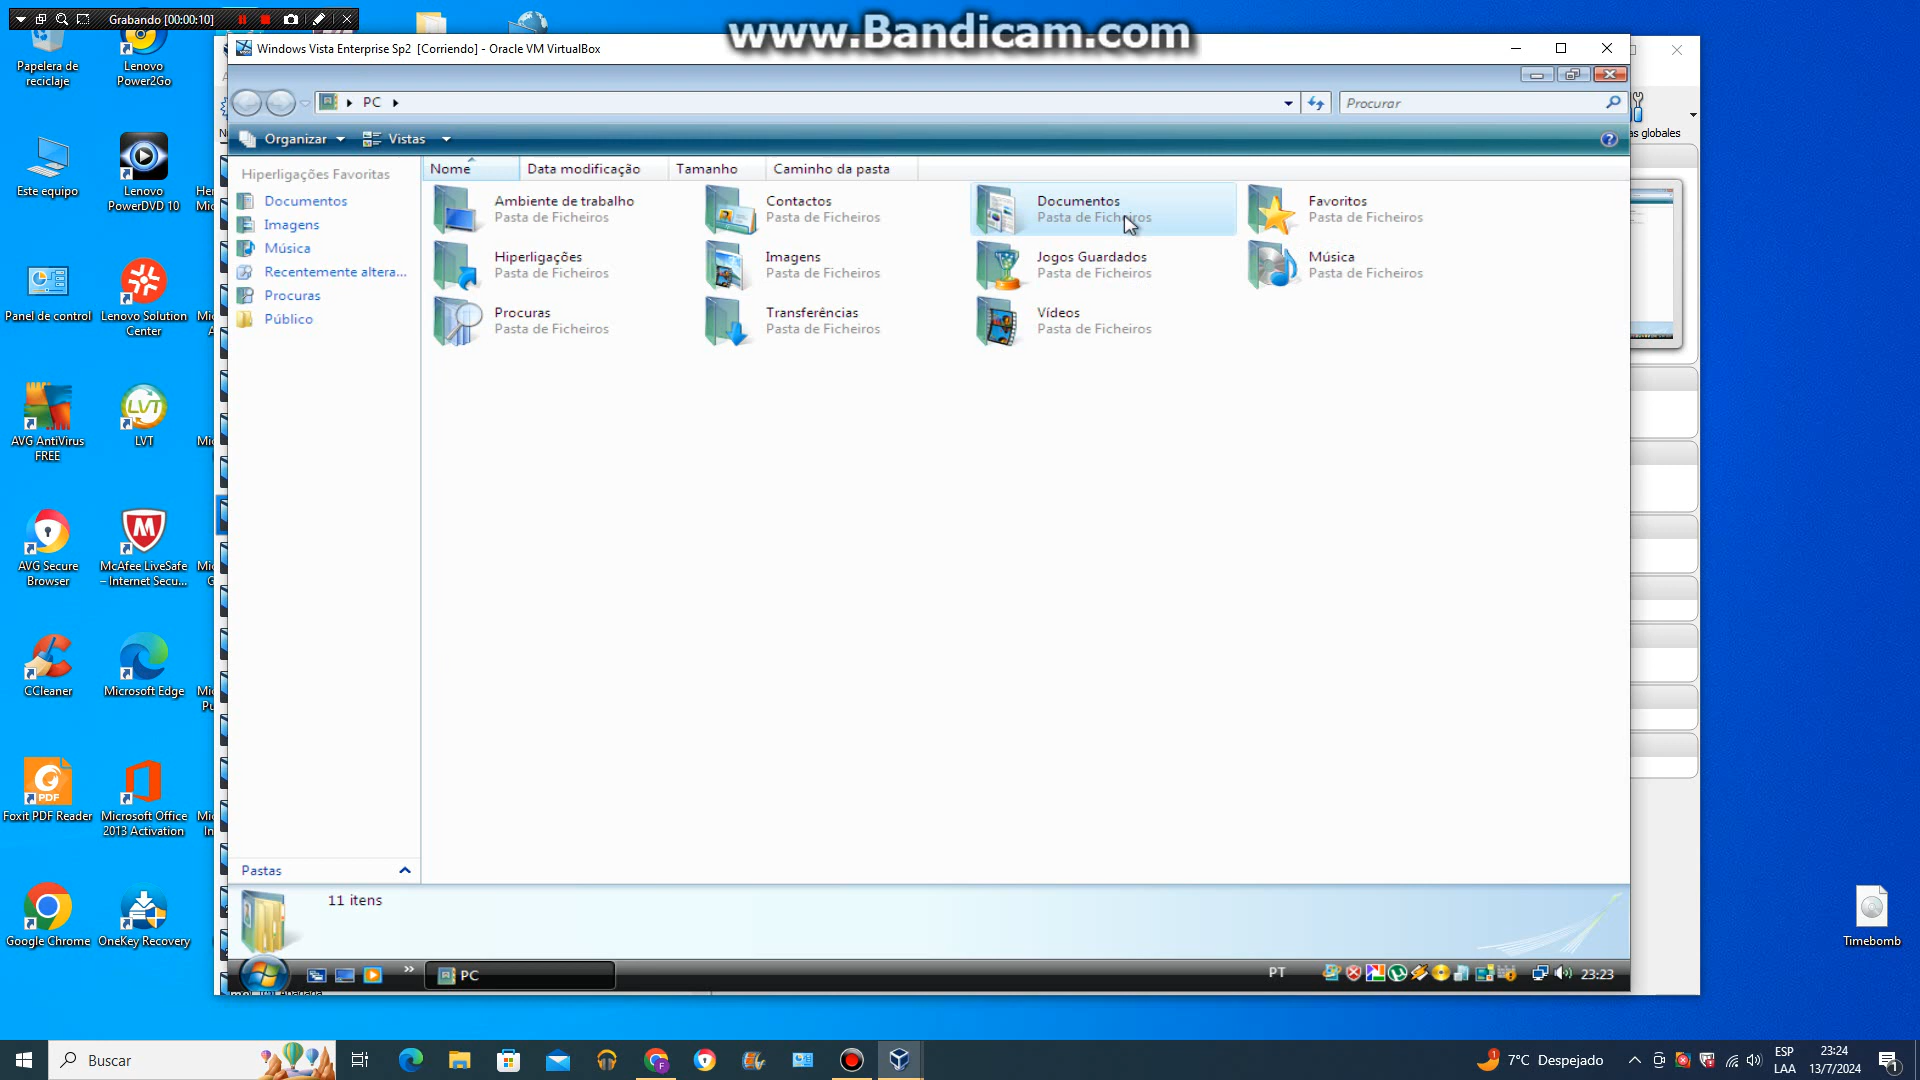 Grabando [00:00:10]
www.Bandicam.com
Windows Vista Enterprise Sp2 [Corriendo] - Oracle VM VirtualBox
PC
Procurar
Organizar
Vistas
as globales
Hiperligações Favoritas
Documentos
Imagens
Música
Recentemente altera...
Procuras
Público
Nome
Data modificação
Tamanho
Caminho da pasta
Ambiente de trabalho
Pasta de Ficheiros
Contactos
Pasta de Ficheiros
Documentos
Pasta de Ficheiros
Favoritos
Pasta de Ficheiros
Hiperligações
Pasta de Ficheiros
Imagens
Pasta de Ficheiros
Jogos Guardados
Pasta de Ficheiros
Música
Pasta de Ficheiros
Procuras
Pasta de Ficheiros
Transferências
Pasta de Ficheiros
Vídeos
Pasta de Ficheiros
Pastas
11 itens
PC
PT
23:23
Papelera de
reciclaje
Lenovo
Power2Go
Este equipo
Lenovo
PowerDVD 10
Panel de control
Lenovo Solution
Center
AVG AntiVirus
FREE
LVT
AVG Secure
Browser
McAfee LiveSafe
– Internet Secu...
CCleaner
Microsoft Edge
Foxit PDF Reader
Microsoft Office
2013 Activation
Google Chrome
OneKey Recovery
Timebomb
Buscar
7°C Despejado
ESP
LAA
23:24
13/7/2024
1